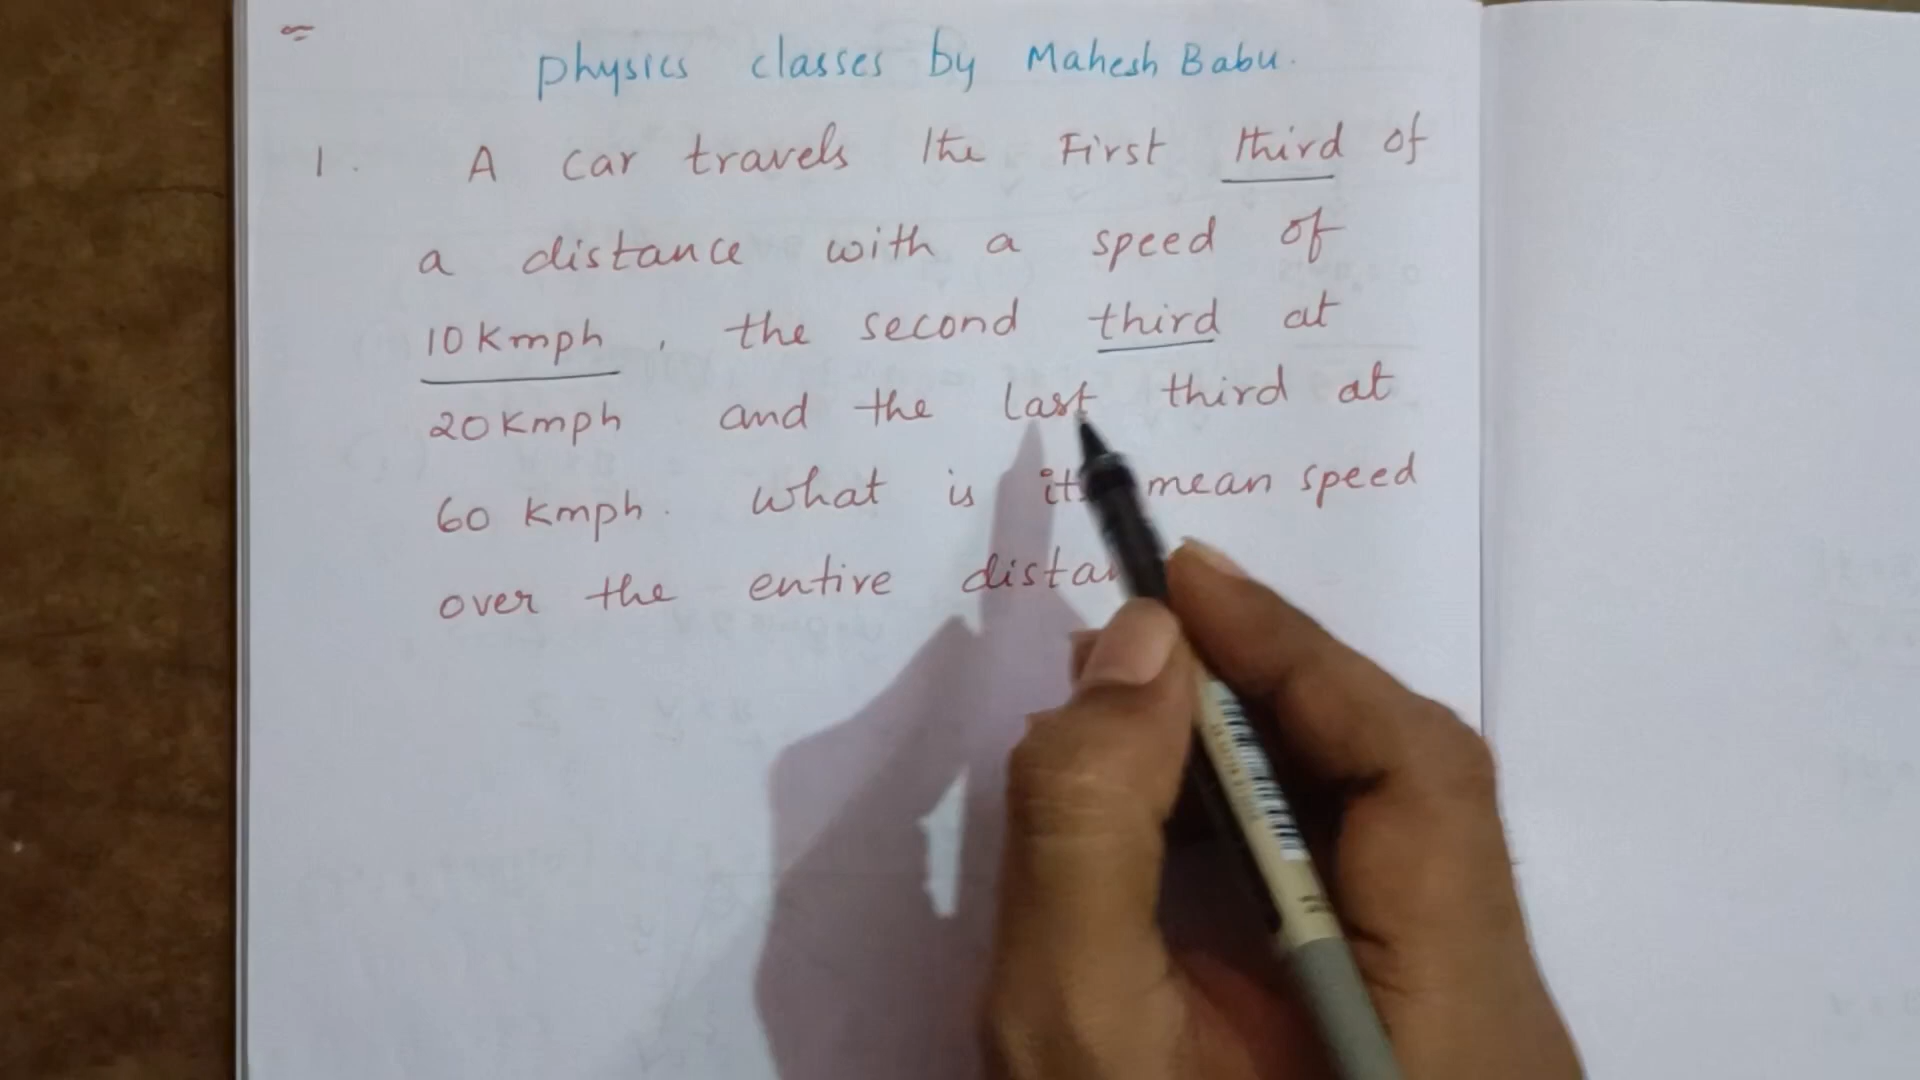 Physics classes by Mahesh Babu.
1. A car travels the First third of
a distance with a speed of
10 Kmph, the second third at
20 Kmph and the last third at
60 Kmph. What is its mean speed
over the entire